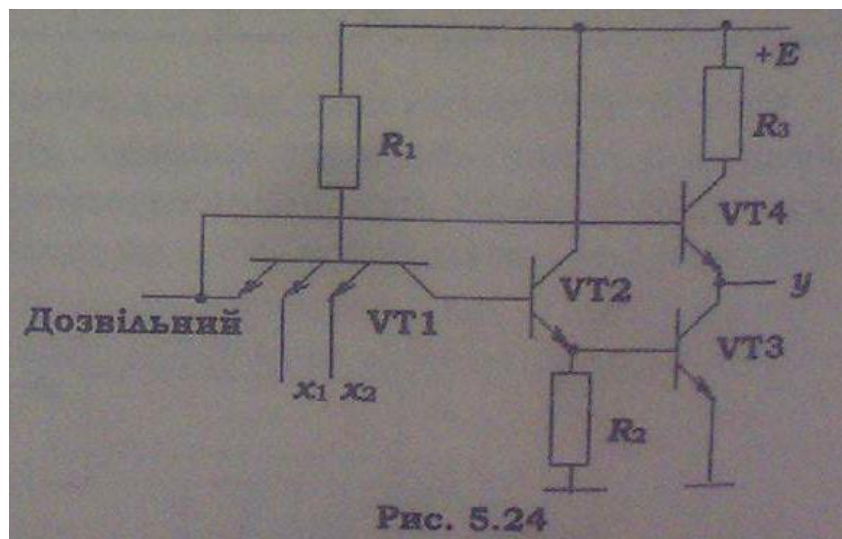 +E
R₁
R₃
VT4
Дозвільний
VT1
VT2
y
VT3
x₁ x₂
R₂
Рис. 5.24